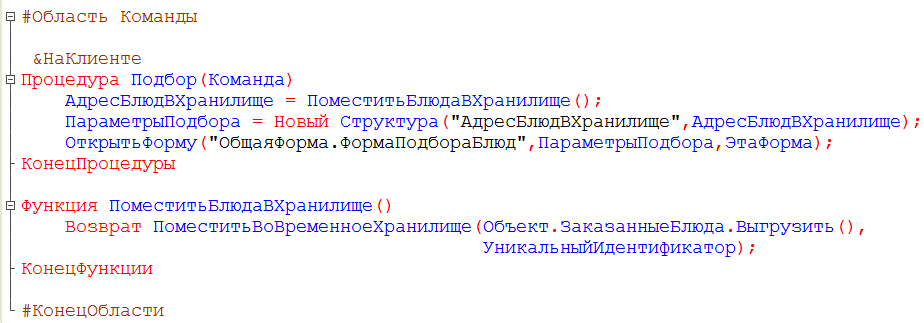 #Область Команды
&НаКлиенте
Процедура Подбор(Команда)
АдресБлюдВХранилище = ПоместитьБлюдаВХранилище();
ПараметрыПодбора = Новый Структура("АдресБлюдВХранилище",АдресБлюдВХранилище);
ОткрытьФорму("ОбщаяФорма.ФормаПодбораБлюд",ПараметрыПодбора,ЭтаФорма);
КонецПроцедуры
Функция ПоместитьБлюдаВХранилище()
Возврат ПоместитьВоВременноеХранилище(Объект.ЗаказанныеБлюда.Выгрузить(),
УникальныйИдентификатор);
КонецФункции
#КонецОбласти